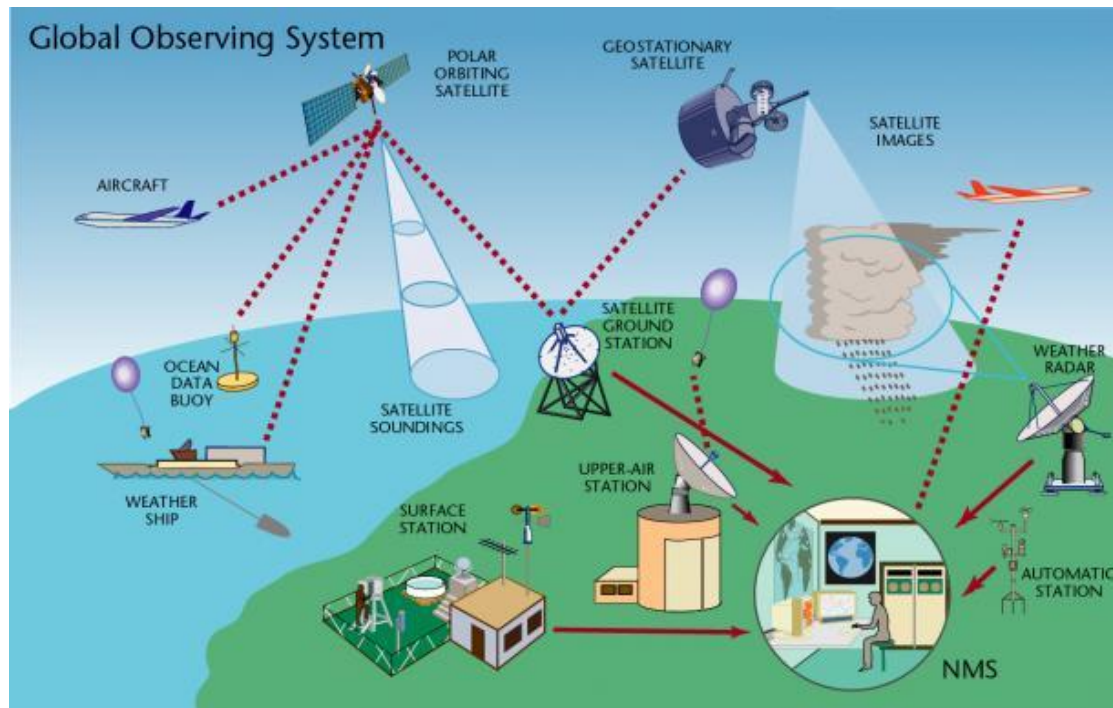 Global Observing System
POLAR
ORBITING
SATELLITE
GEOSTATIONARY
SATELLITE
SATELLITE
IMAGES
AIRCRAFT
OCEAN
DATA
BUOY
SATELLITE
SOUNDINGS
SATELLITE
GROUND
STATION
WEATHER
RADAR
WEATHER
SHIP
UPPER-AIR
STATION
SURFACE
STATION
AUTOMATIC
STATION
NMS